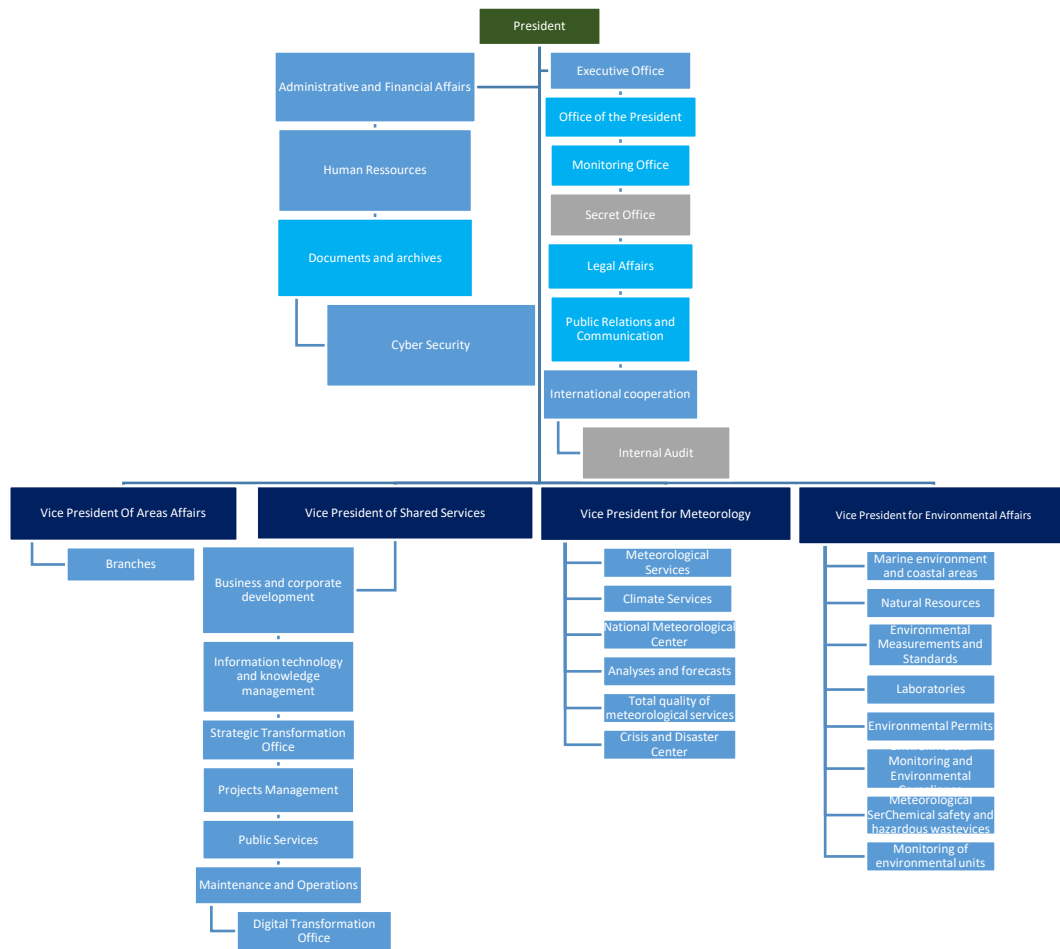 President
Administrative and Financial Affairs
Human Ressources
Documents and archives
Cyber Security
Executive Office
Office of the President
Monitoring Office
Secret Office
Legal Affairs
Public Relations and
Communication
International cooperation
Internal Audit
Vice President Of Areas Affairs
Branches
Vice President of Shared Services
Business and corporate
development
Information technology
and knowledge
management
Strategic Transformation
Office
Projects Management
Public Services
Maintenance and Operations
Digital Transformation
Office
Vice President for Meteorology
Meteorological
Services
Climate Services
National Meteorological
Center
Analyses and forecasts
Total quality of
meteorological services
Crisis and Disaster
Center
Vice President for Environmental Affairs
Marine environment
and coastal areas
Natural Resources
Environmental
Measurements and
Standards
Laboratories
Environmental Permits
Monitoring and
Environmental
Meteorological
SerChemical safety and
hazardous wastevices
Monitoring of
environmental units